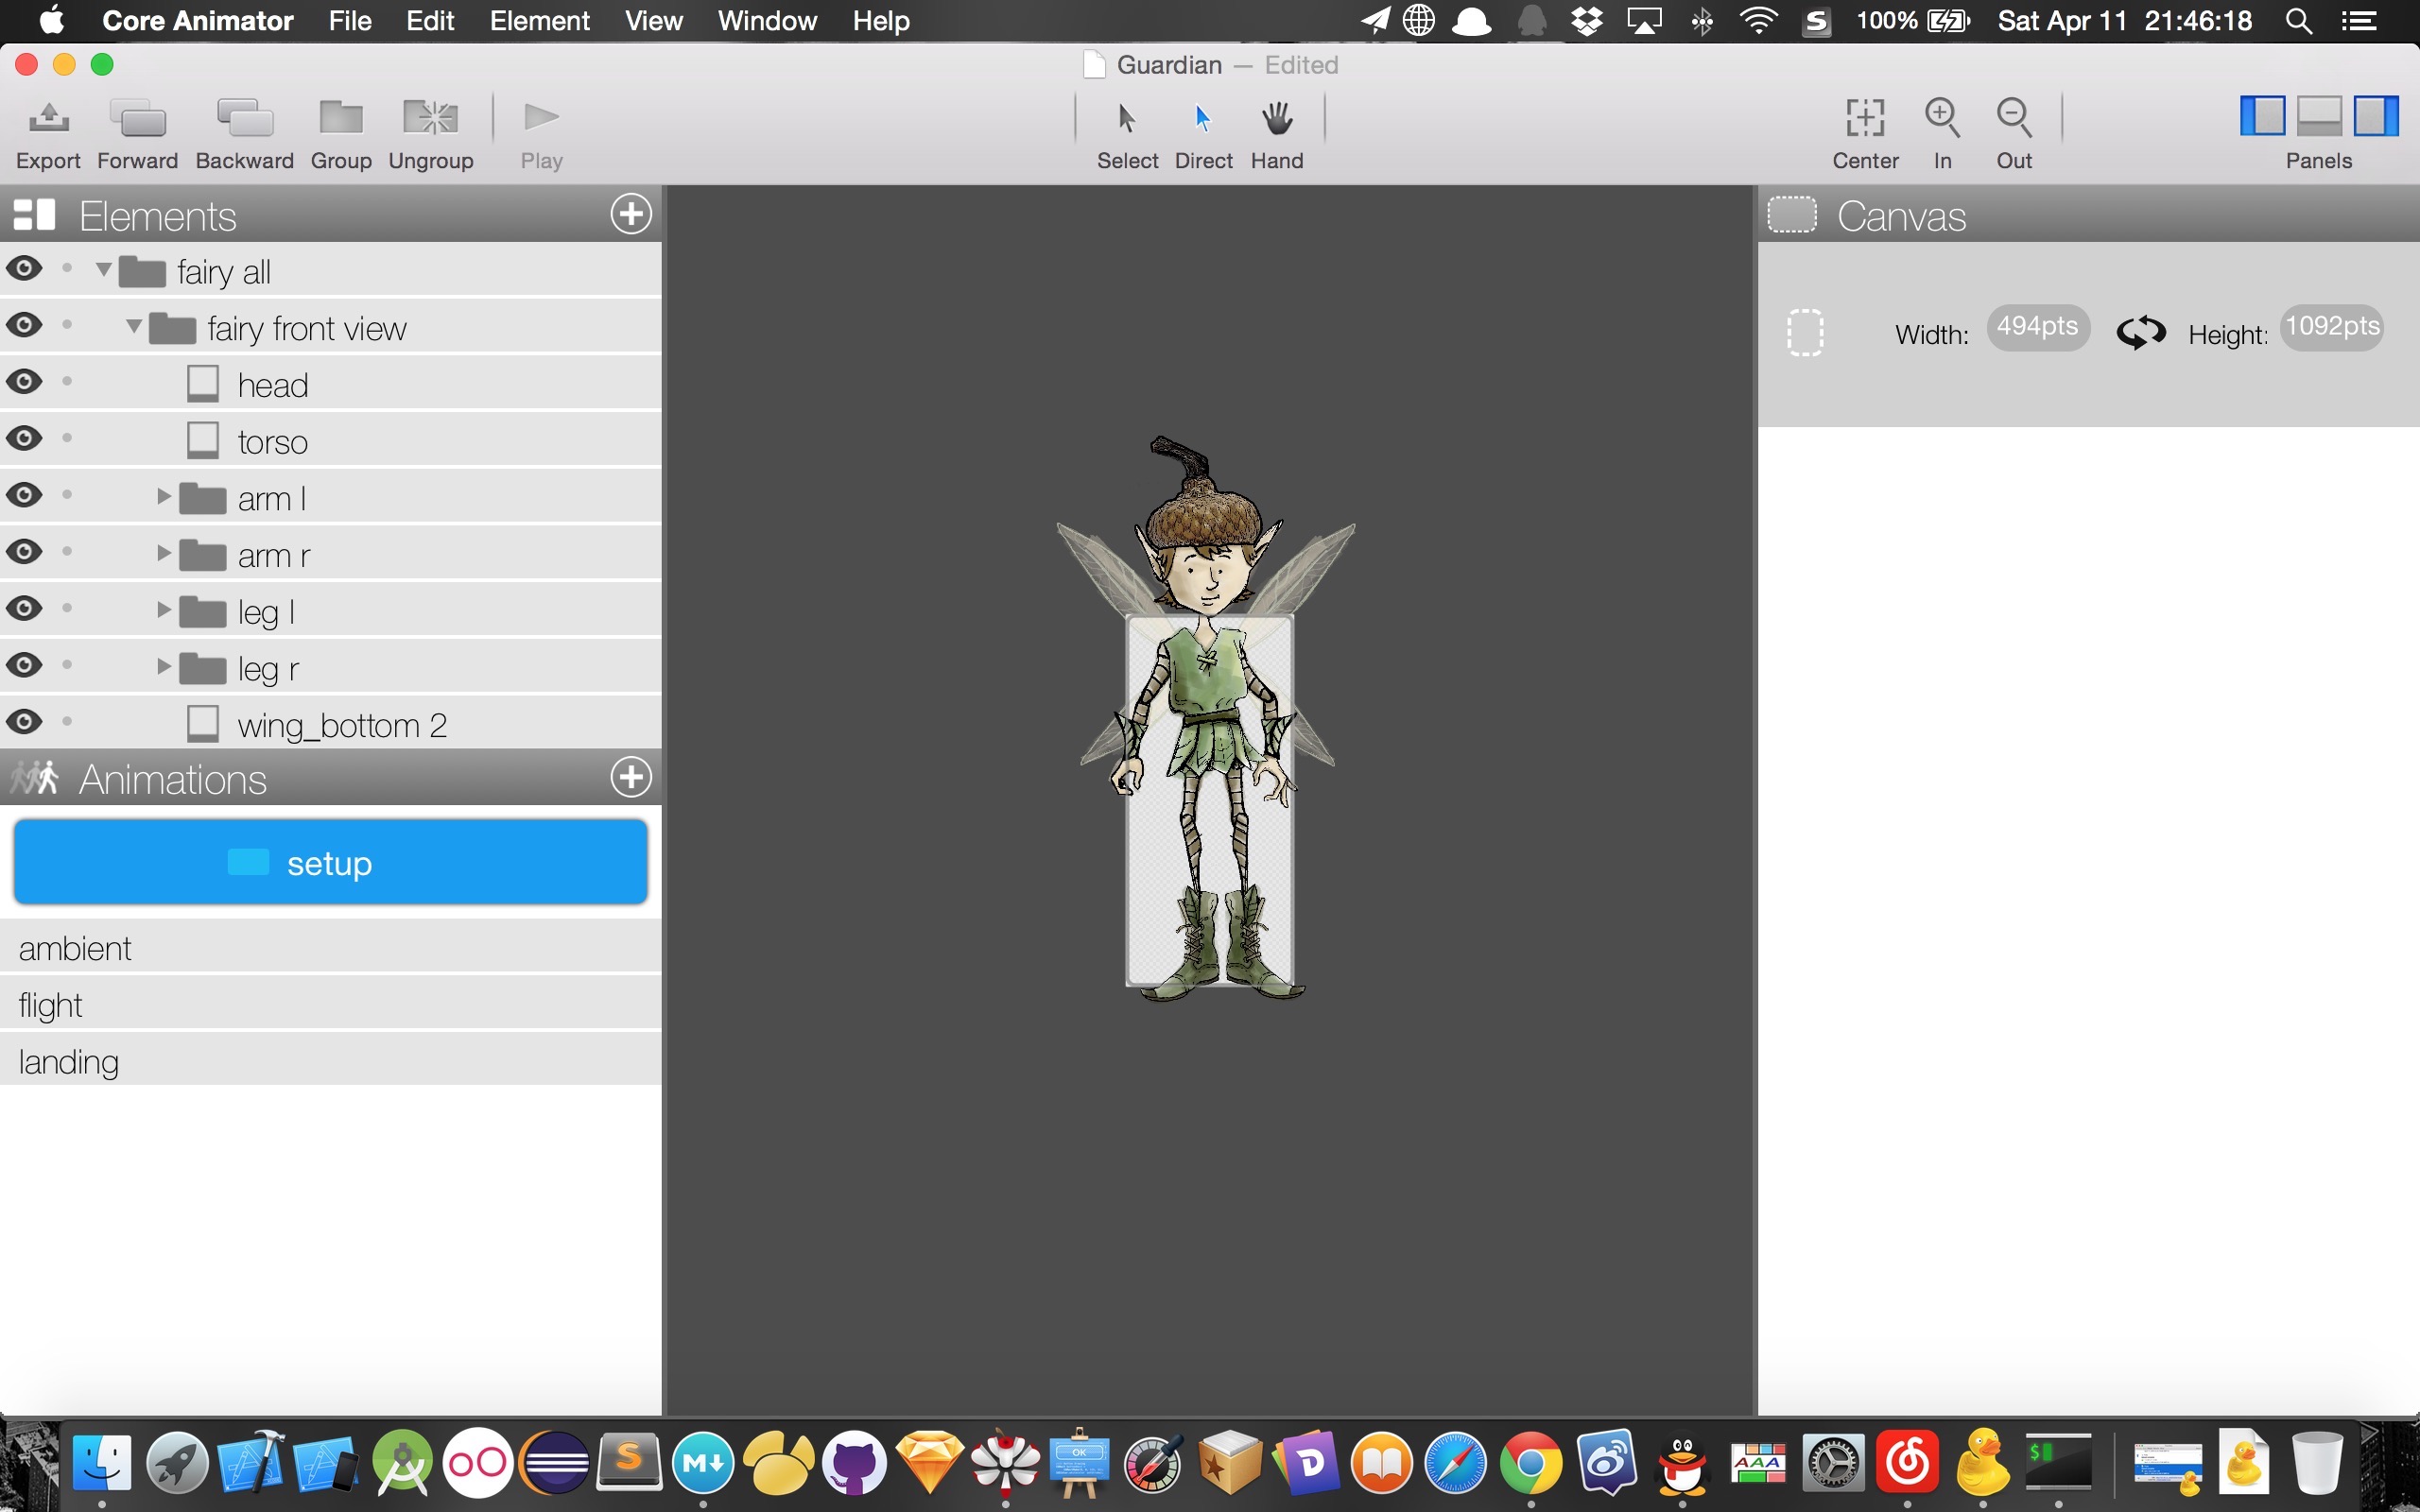 Core Animator File Edit Element View Window Help S 100% Sat Apr 11 21:46:18
Guardian — Edited
Export Forward Backward Group Ungroup Play Select Direct Hand Center In Out Panels
Elements
fairy all
fairy front view
head
torso
arm l
arm r
leg l
leg r
wing_bottom 2
Animations
setup
ambient
flight
landing
Canvas
Width: 494pts Height: 1092pts
S M OK D AAA $